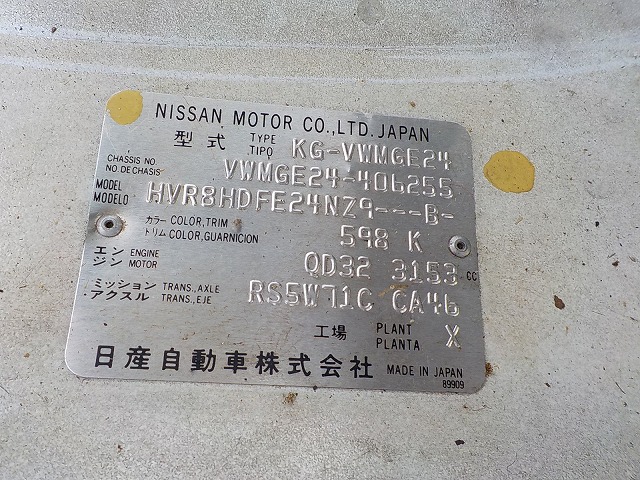 NISSAN MOTOR CO.,LTD. JAPAN
型式 TYPE TIPO KG-VWMGE24
CHASSIS NO NO.DE CHASIS VWMGE24-406255
MODEL MODELO HVR8HDFE24NZ9---B-
カラー COLOR,TRIM
トリム COLOR,GUARNICION 598 K
エンジン ENGINE MOTOR QD32 3153 CC
ミッション TRANS.,AXLE
アクスル TRANS.,EJE RS5W71C CA46
工場 PLANT PLANTA X
日産自動車株式会社 MADE IN JAPAN
89909